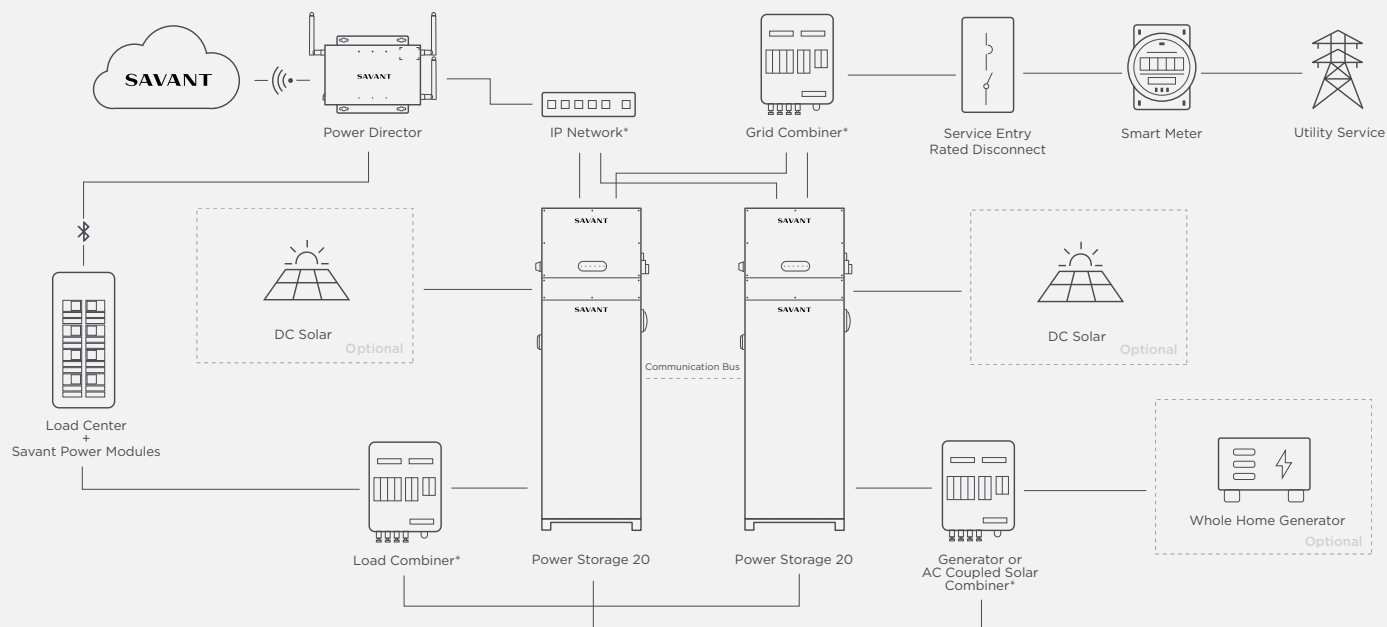 SAVANT
SAVANT
Power Director
IP Network*
Grid Combiner*
Service Entry
Rated Disconnect
Smart Meter
Utility Service
SAVANT
SAVANT
SAVANT
SAVANT
DC Solar
Optional
DC Solar
Optional
Communication Bus
Load Center
+
Savant Power Modules
Load Combiner*
Power Storage 20
Power Storage 20
Generator or
AC Coupled Solar
Combiner*
Whole Home Generator
Optional